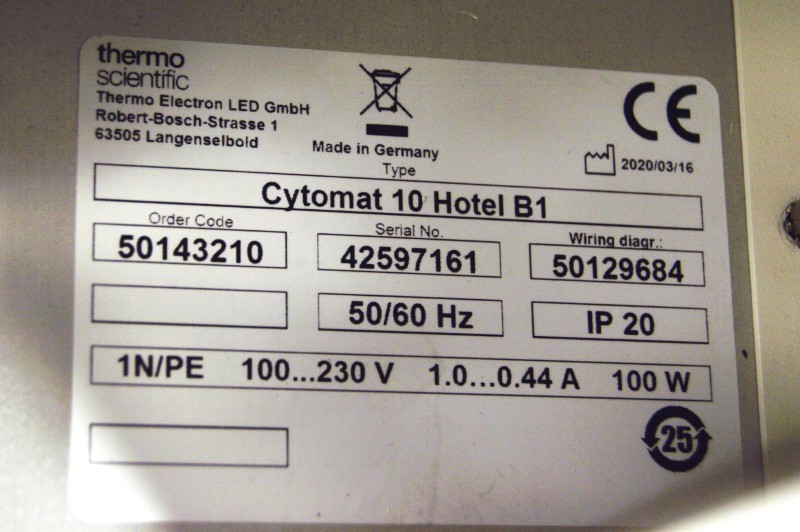 thermo
scientific
Thermo Electron LED GmbH
Robert-Bosch-Strasse 1
63505 Langenselbold
Made in Germany
CE
2020/03/16
Type
Cytomat 10 Hotel B1
Order Code
Serial No.
Wiring diagr.:
50143210
42597161
50129684
50/60 Hz
IP 20
1N/PE 100...230 V 1.0...0.44 A 100 W
25